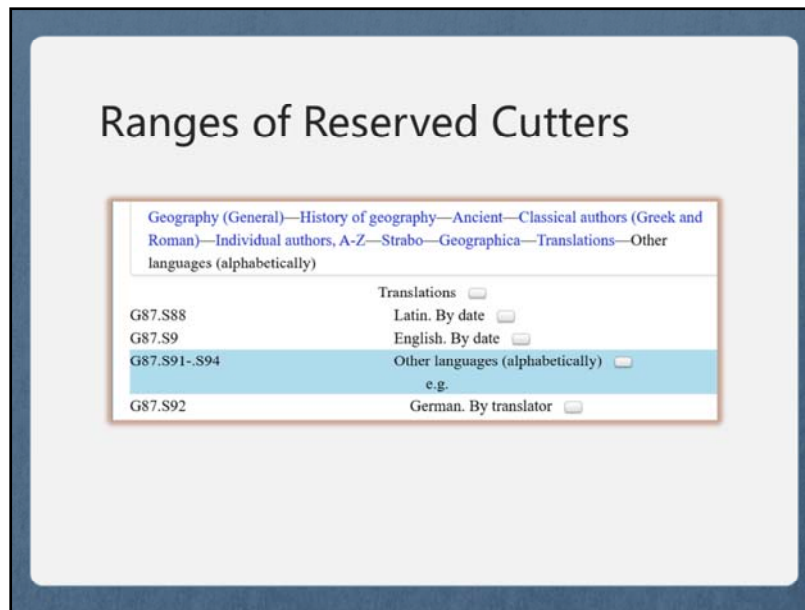 Ranges of Reserved Cutters
Geography (General)—History of geography—Ancient—Classical authors (Greek and
Roman)—Individual authors, A-Z—Strabo—Geographica—Translations—Other
languages (alphabetically)
Translations
G87.S88 Latin. By date
G87.S9 English. By date
G87.S91-.S94 Other languages (alphabetically)
e.g.
G87.S92 German. By translator